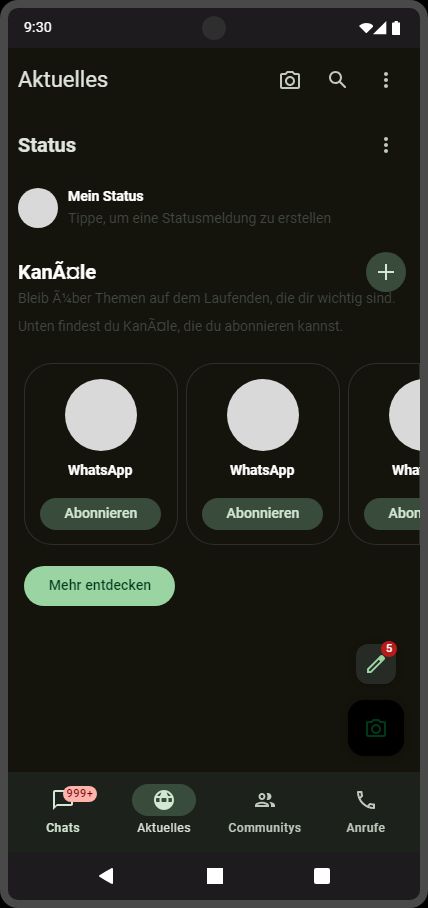 9:30
Aktuelles
Status
Mein Status
Tippe, um eine Statusmeldung zu erstellen
KanÃ¤le
Bleib Ã¼ber Themen auf dem Laufenden, die dir wichtig sind.
Unten findest du KanÃ¤le, die du abonnieren kannst.
WhatsApp WhatsApp Wha
Abonnieren Abonnieren Abon
Mehr entdecken
5
999+
Chats Aktuelles Communitys Anrufe